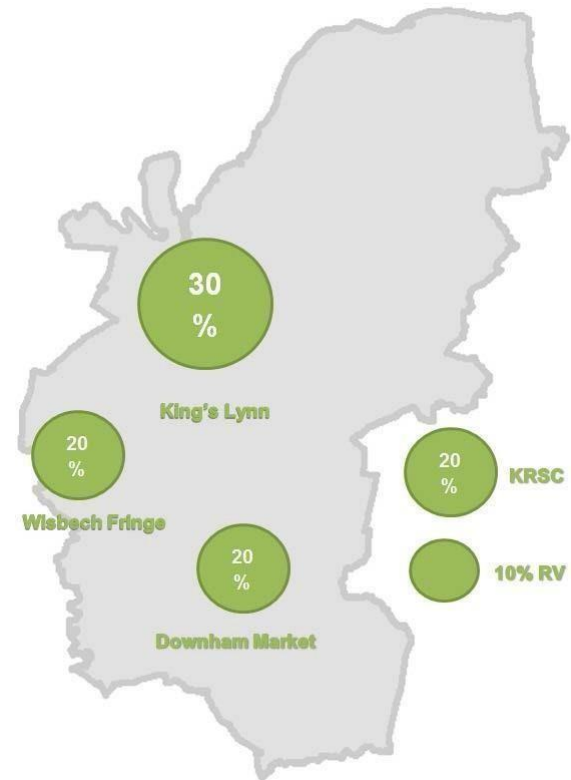 30
%
King's Lynn
20
%
Wisbech Fringe
20
%
KRSC
20
%
Downham Market
10% RV